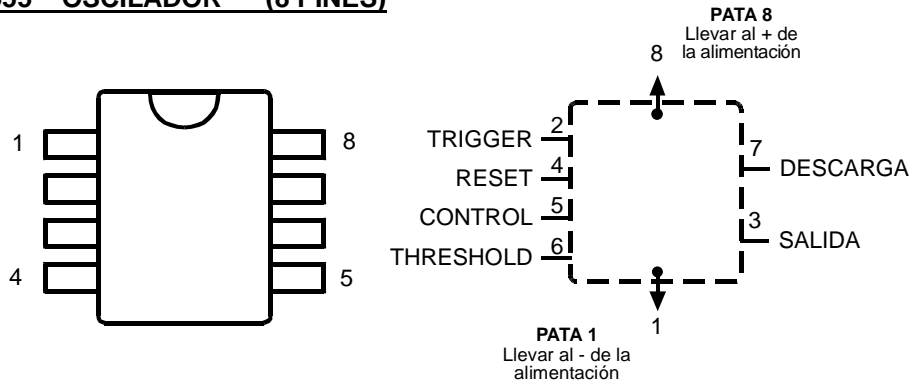 555 OSCILADOR (8 PINES)
PATA 8
Llevar al + de
la alimentación
8
1
8
4
5
TRIGGER 2
RESET 4
CONTROL 5
THRESHOLD 6
7 DESCARGA
3 SALIDA
1
PATA 1
Llevar al - de la
alimentación